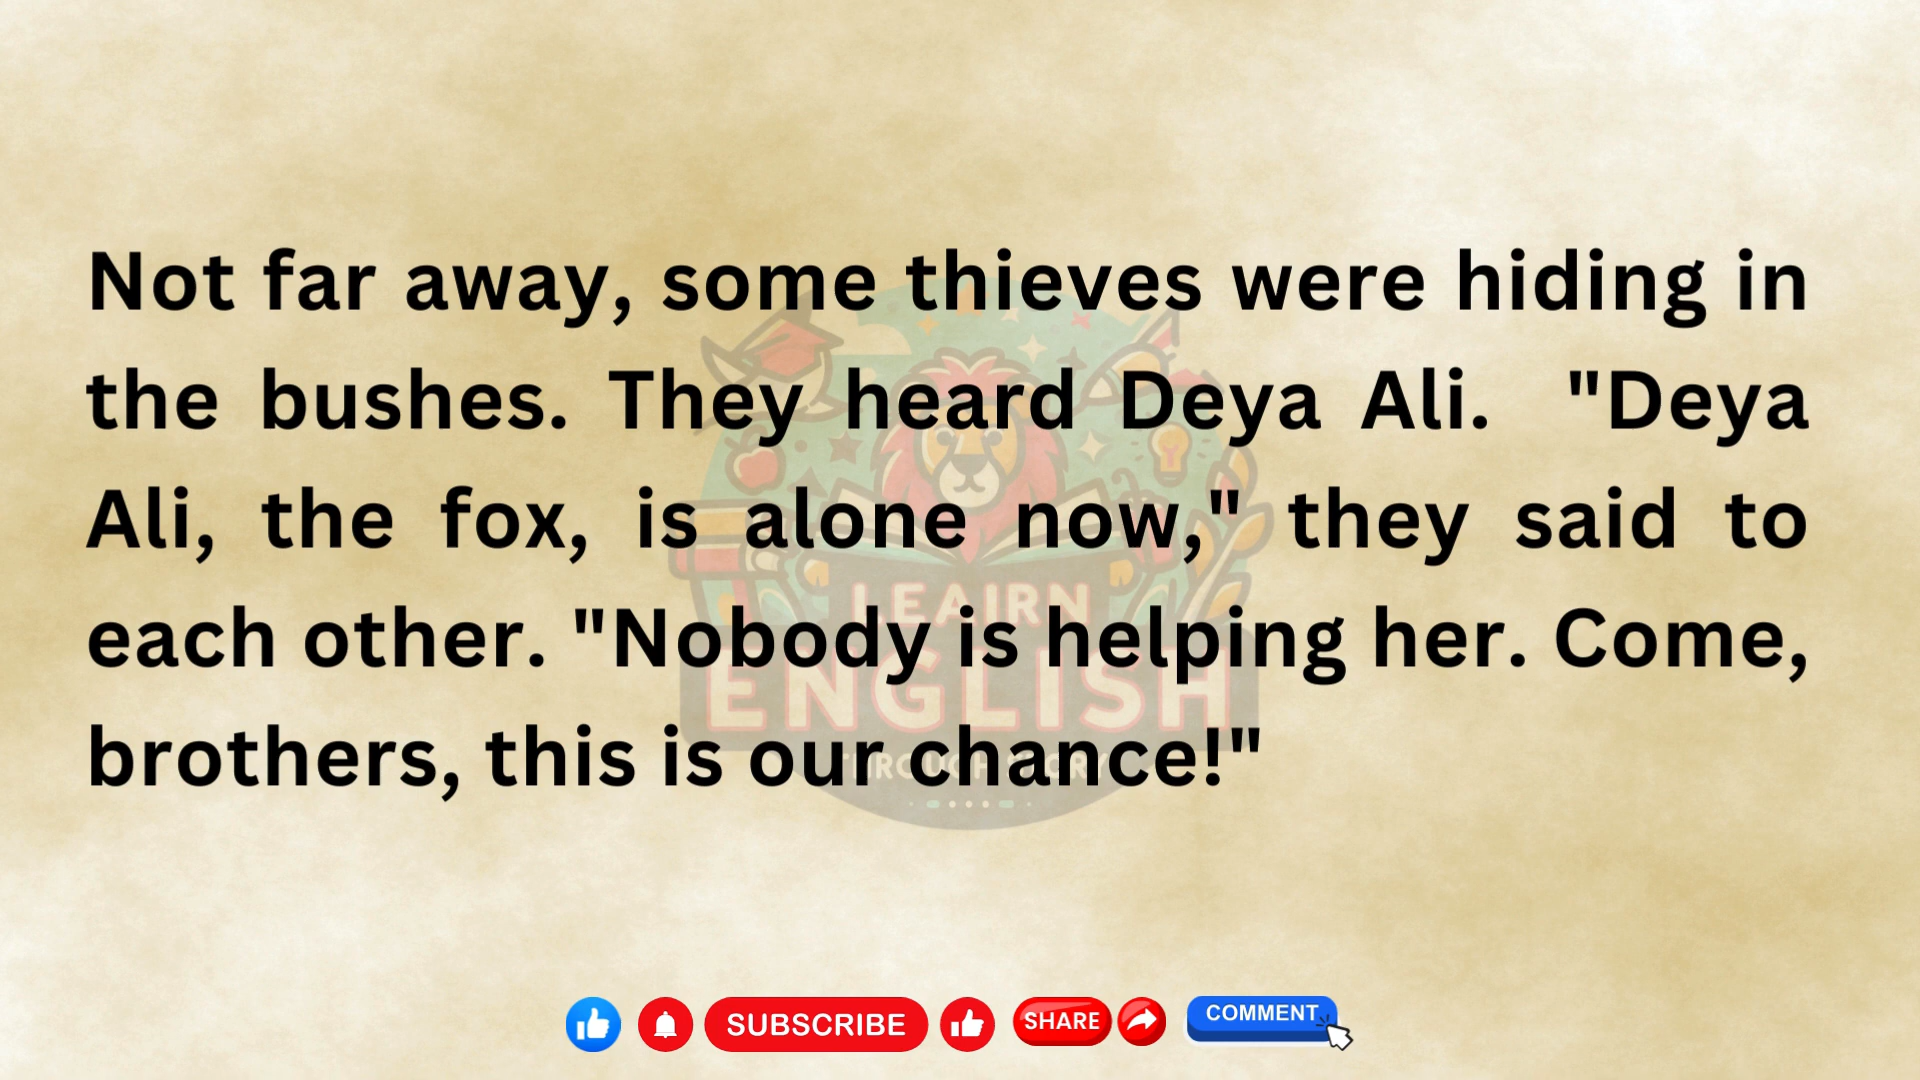 Not far away, some thieves were hiding in
the bushes. They heard Deya Ali. "Deya
Ali, the fox, is alone now," they said to
each other. "Nobody is helping her. Come,
brothers, this is our chance!"
LEAIRN
ENGLISH
SUBSCRIBE
SHARE
COMMENT